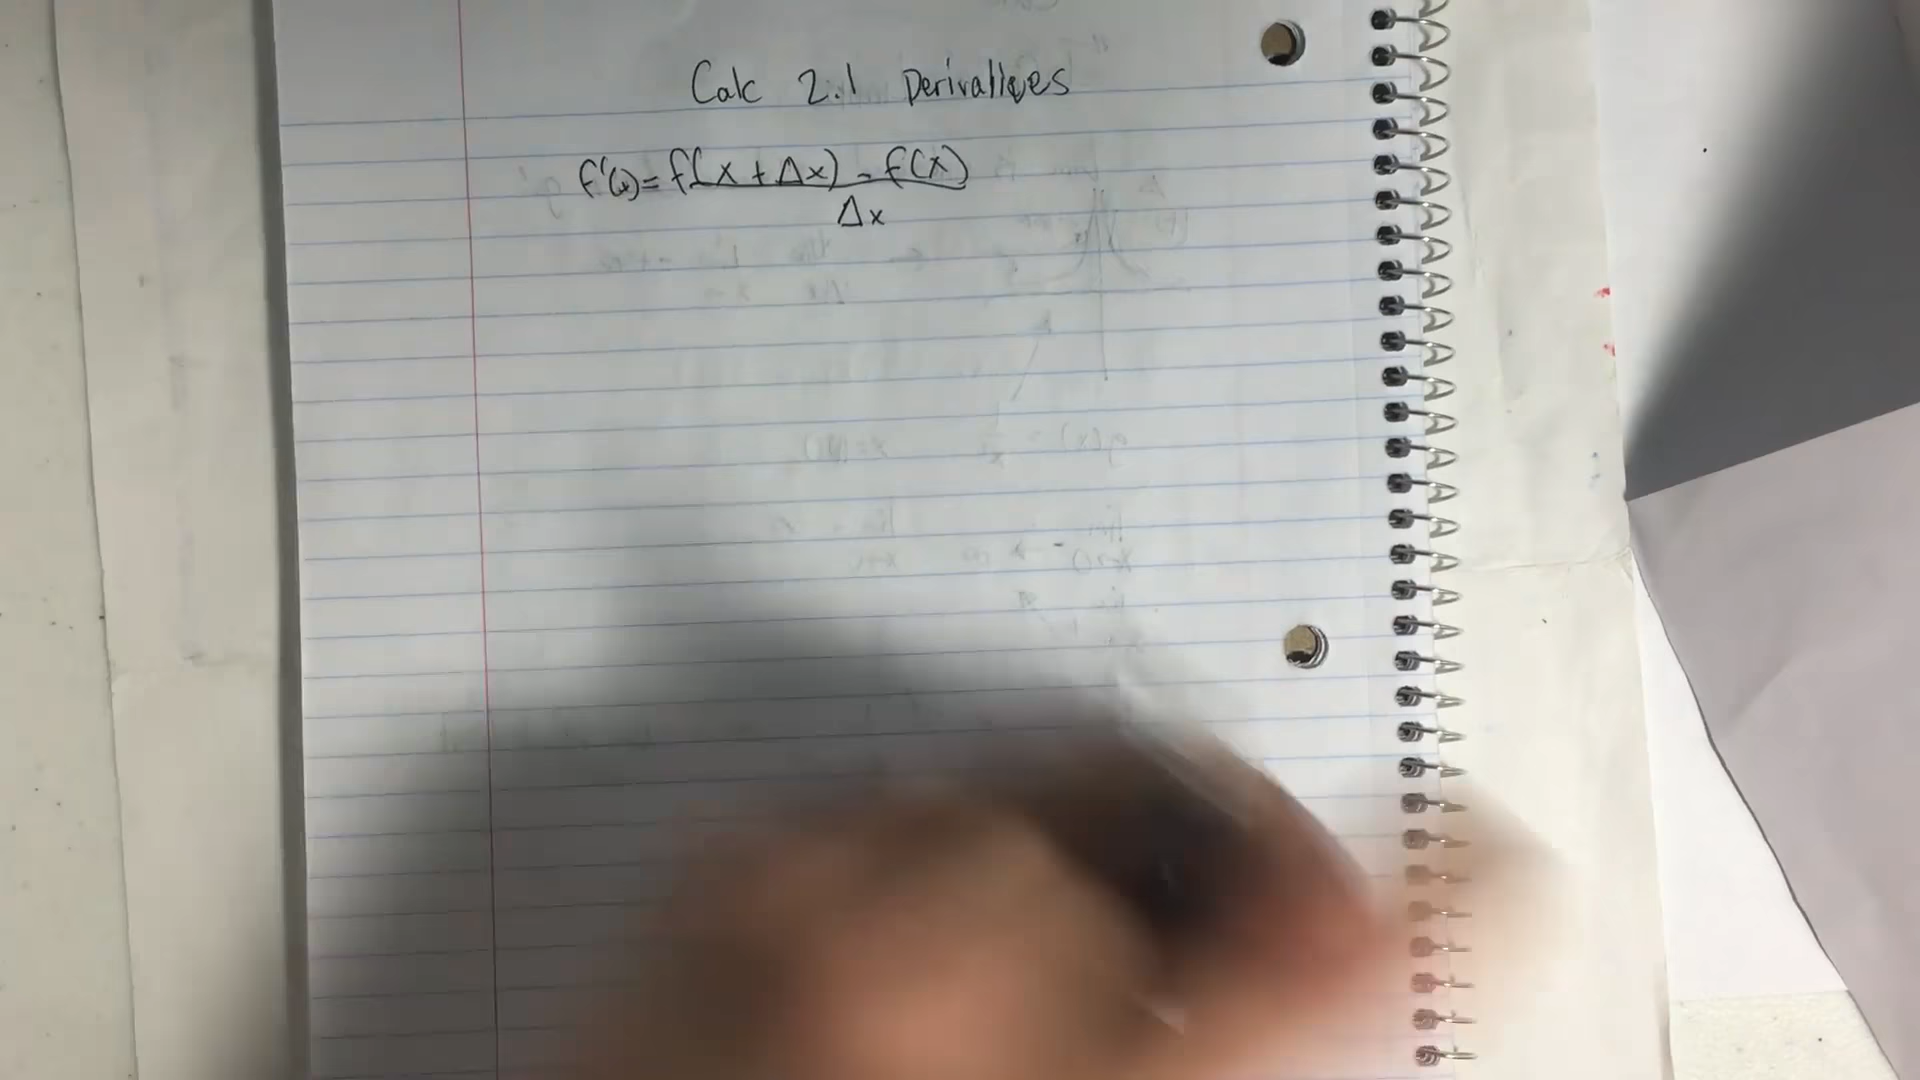 Calc 2.1 Derivatives
f'(x) = f(x + Δx) - f(x)
Δx